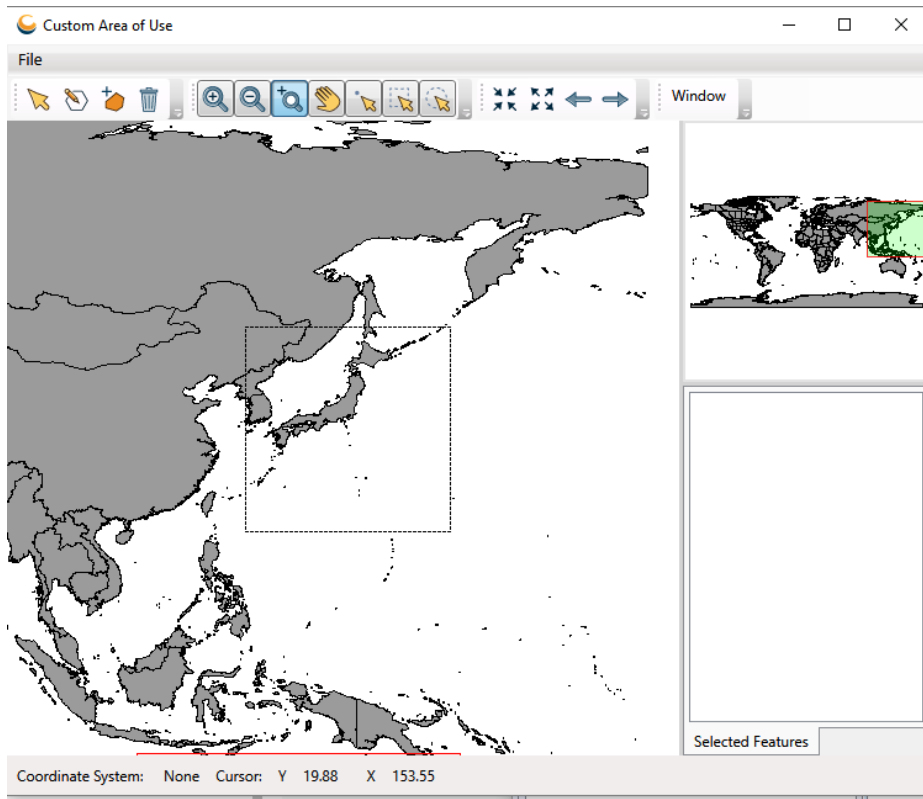 Custom Area of Use
File
Window
Selected Features
Coordinate System: None Cursor: Y 19.88 X 153.55